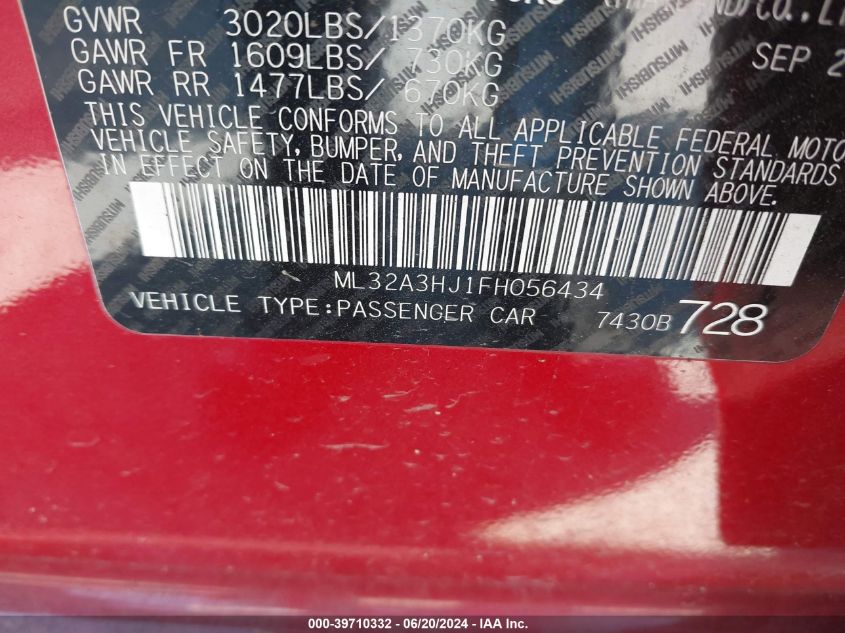 GVWR 3020LBS/1370KG
GAWR FR 1609LBS/ 730KG
GAWR RR 1477LBS/ 670KG
SEP 2
THIS VEHICLE CONFORMS TO ALL APPLICABLE FEDERAL MOTO
VEHICLE SAFETY, BUMPER, AND THEFT PREVENTION STANDARDS
IN EFFECT ON THE DATE OF MANUFACTURE SHOWN ABOVE.
ML32A3HJ1FH056434
VEHICLE TYPE:PASSENGER CAR 7430B 728
MITSUBISHI
000-39710332 / 06/20/2024 - IAA Inc.